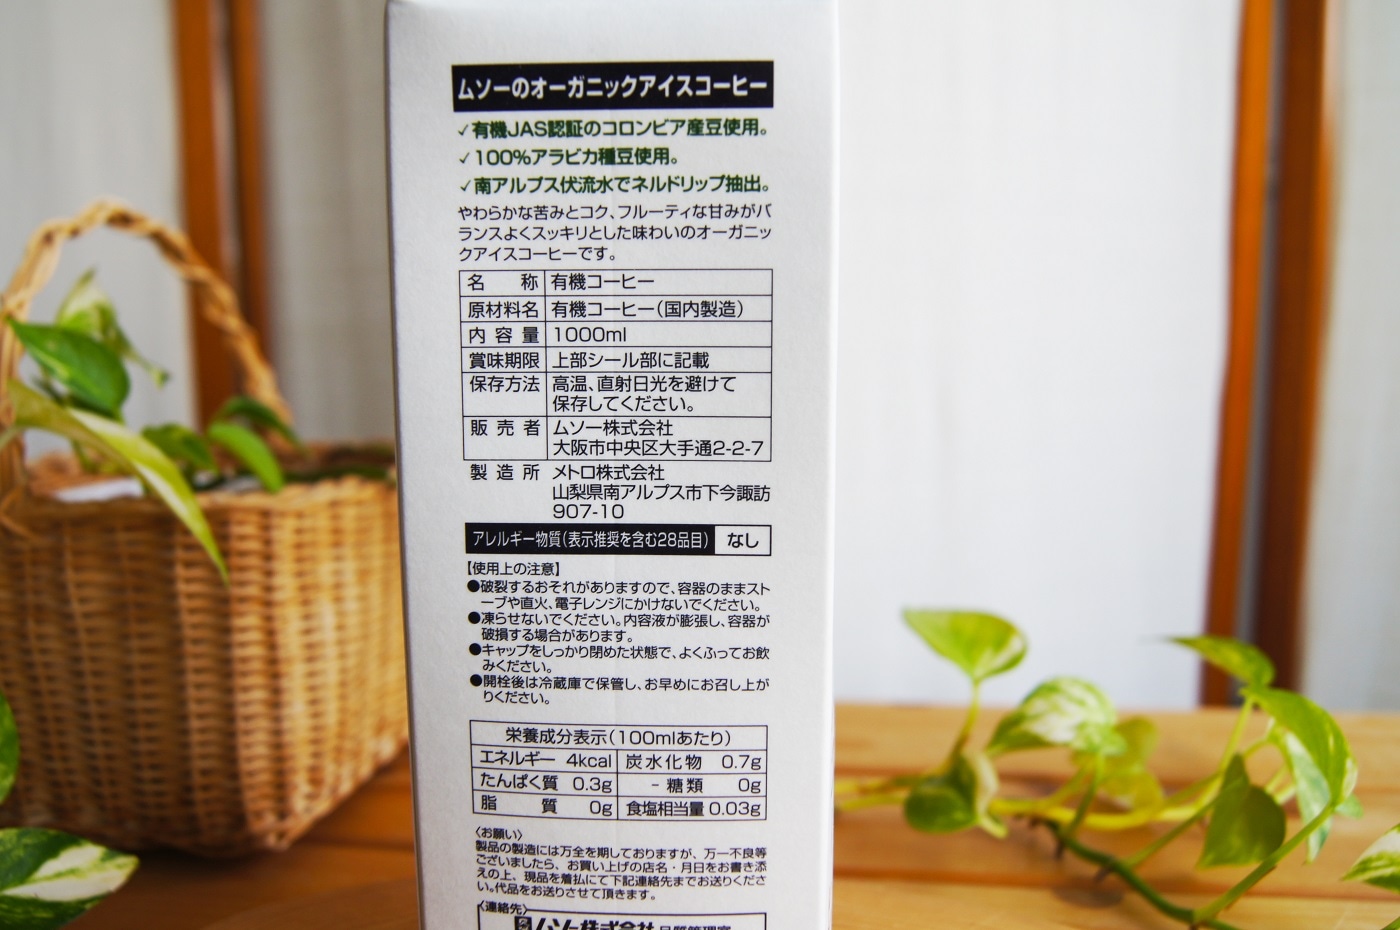 ムソーのオーガニックアイスコーヒー
✓有機JAS認証のコロンビア産豆使用。
✓100%アラビカ種豆使用。
✓南アルプス伏流水でネルドリップ抽出。
やわらかな苦みとコク、フルーティな甘みがバ
ランスよくスッキリとした味わいのオーガニッ
クアイスコーヒーです。
名称 有機コーヒー
原材料名 有機コーヒー(国内製造)
内容量 1000ml
賞味期限 上部シール部に記載
保存方法 高温、直射日光を避けて
保存してください。
販売者 ムソー株式会社
大阪市中央区大手通2-2-7
製造所 メトロ株式会社
山梨県南アルプス市下今諏訪
907-10
アレルギー物質(表示推奨を含む28品目) なし
【使用上の注意】
●破裂するおそれがありますので、容器のままスト
ーブや直火、電子レンジにかけないでください。
●凍らせないでください。内容液が膨張し、容器が
破損する場合があります。
●キャップをしっかり閉めた状態で、よくふってお飲
みください。
●開栓後は冷蔵庫で保管し、お早めにお召し上が
りください。
栄養成分表示(100mlあたり)
エネルギー 4kcal 炭水化物 0.7g
たんぱく質 0.3g －糖類 0g
脂質 0g 食塩相当量 0.03g
〈お願い〉
製品の製造には万全を期しておりますが、万一不良等
ございましたら、お買い上げの店名・月日をお書き添
えの上、現品を着払にて下記連絡先までお送りくださ
い。代品をお送りさせて頂きます。
〈連絡先〉
ムソー株式会社 品質管理室